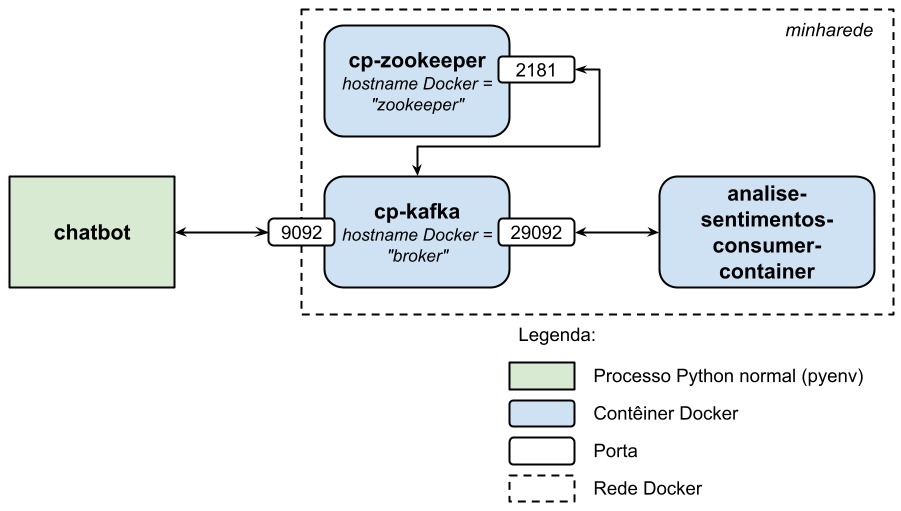 minharede
cp-zookeeper
hostname Docker =
"zookeeper"
2181
chatbot
9092
cp-kafka
hostname Docker =
"broker"
29092
analise-
sentimentos-
consumer-
container
Legenda:
Processo Python normal (pyenv)
Contêiner Docker
Porta
Rede Docker